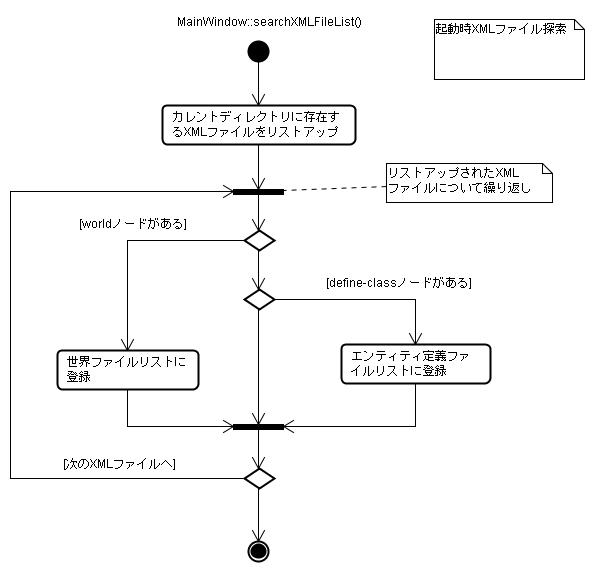 MainWindow::searchXMLFileList()
起動時XMLファイル探索
カレントディレクトリに存在す
るXMLファイルをリストアップ
リストアップされたXML
ファイルについて繰り返し
[worldノードがある]
[define-classノードがある]
世界ファイルリストに
登録
エンティティ定義ファ
イルリストに登録
[次のXMLファイルへ]